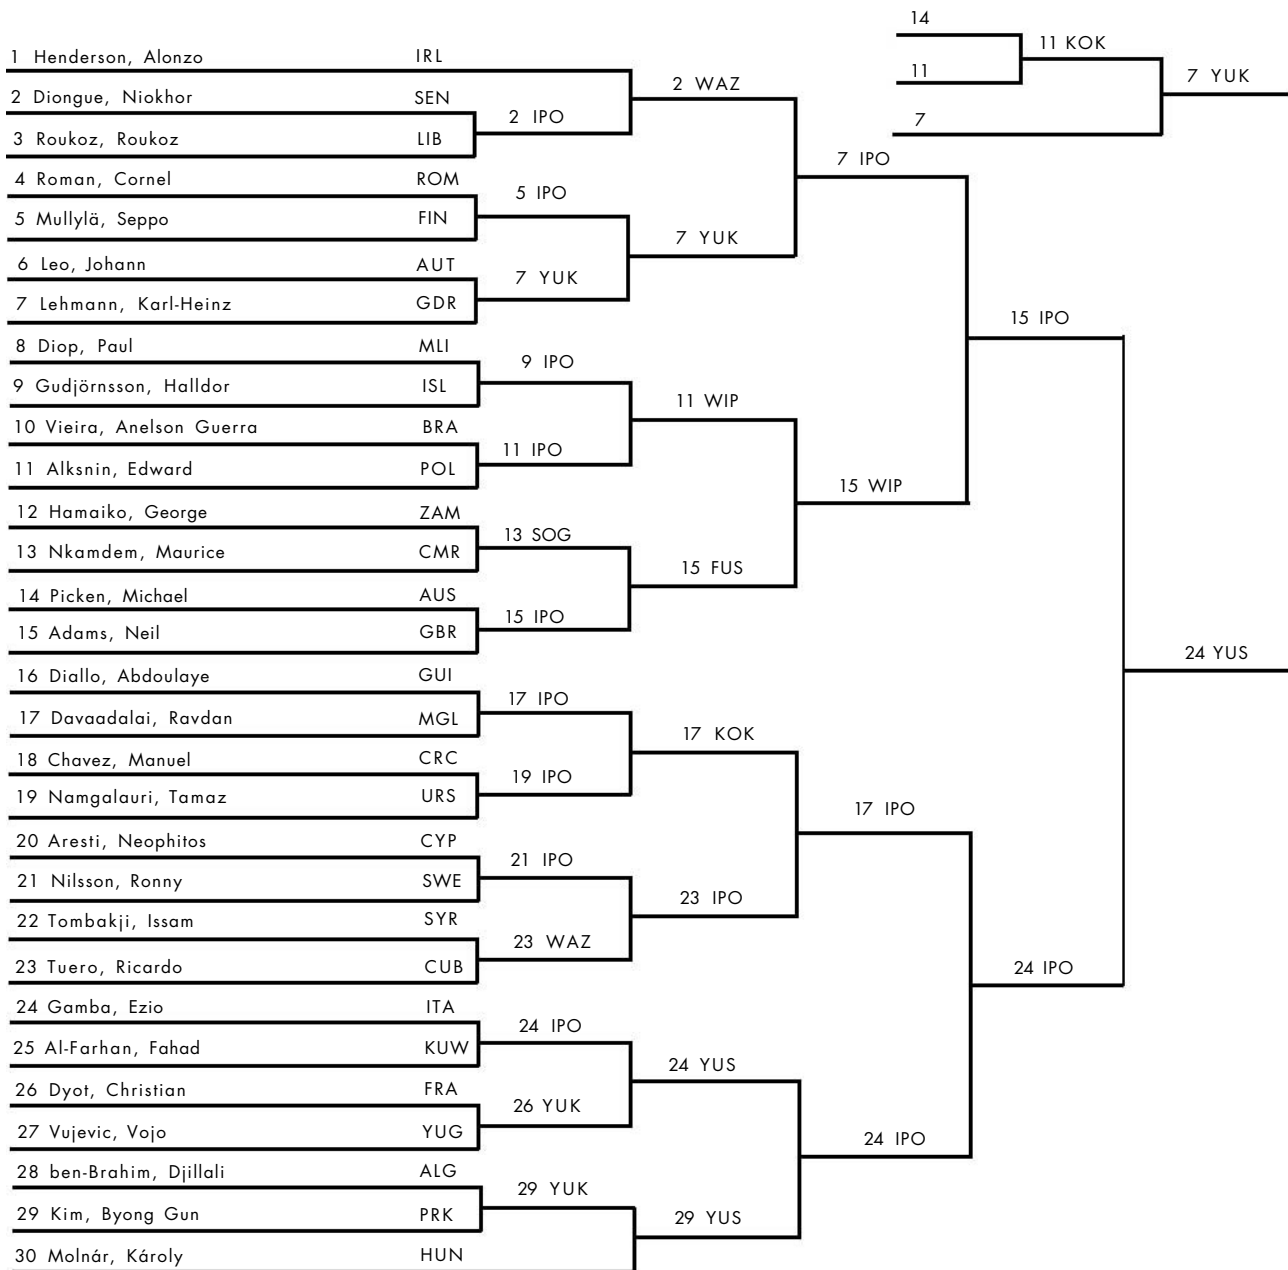 1 Henderson, Alonzo IRL
2 Diongue, Niokhor SEN
3 Roukoz, Roukoz LIB
4 Roman, Cornel ROM
5 Mullylä, Seppo FIN
6 Leo, Johann AUT
7 Lehmann, Karl-Heinz GDR
8 Diop, Paul MLI
9 Gudjörnsson, Halldor ISL
10 Vieira, Anelson Guerra BRA
11 Alksnin, Edward POL
12 Hamaiko, George ZAM
13 Nkamdem, Maurice CMR
14 Picken, Michael AUS
15 Adams, Neil GBR
16 Diallo, Abdoulaye GUI
17 Davaadalai, Ravdan MGL
18 Chavez, Manuel CRC
19 Namgalauri, Tamaz URS
20 Aresti, Neophitos CYP
21 Nilsson, Ronny SWE
22 Tombakji, Issam SYR
23 Tuero, Ricardo CUB
24 Gamba, Ezio ITA
25 Al-Farhan, Fahad KUW
26 Dyot, Christian FRA
27 Vujevic, Vojo YUG
28 ben-Brahim, Djillali ALG
29 Kim, Byong Gun PRK
30 Molnár, Károly HUN
2 IPO
5 IPO
7 YUK
9 IPO
11 IPO
13 SOG
15 IPO
17 IPO
19 IPO
21 IPO
23 WAZ
24 IPO
26 YUK
29 YUK
2 WAZ
7 YUK
11 WIP
15 FUS
17 KOK
23 IPO
24 YUS
29 YUS
7 IPO
15 WIP
17 IPO
24 IPO
15 IPO
24 IPO
24 YUS
14
11
7
11 KOK
7 YUK